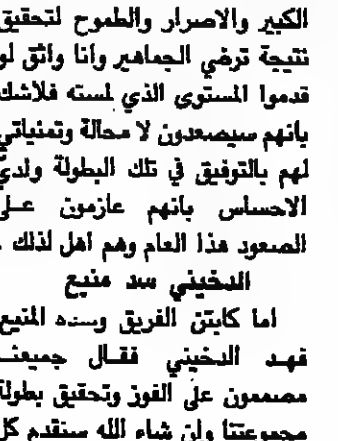 الكبير والاصرار والطموح لتحقيق
نتيجة ترضي الجماهير وانا واثق لو
قدموا المستوى الذي لمسته فلاشك
بانهم سيصعدون لا محالة وتمنياتي
لهم بالتوفيق في تلك البطولة ولديّ
الاحساس بانهم عازمون على
الصعود هذا العام وهم اهل لذلك .
الدخيني سد منيع
اما كابتن الفريق وسده المنيع
فهد الدخيني فقال جميعنا
مصممون على الفوز وتحقيق بطولة
مجموعتنا وان شاء الله سنقدم كل